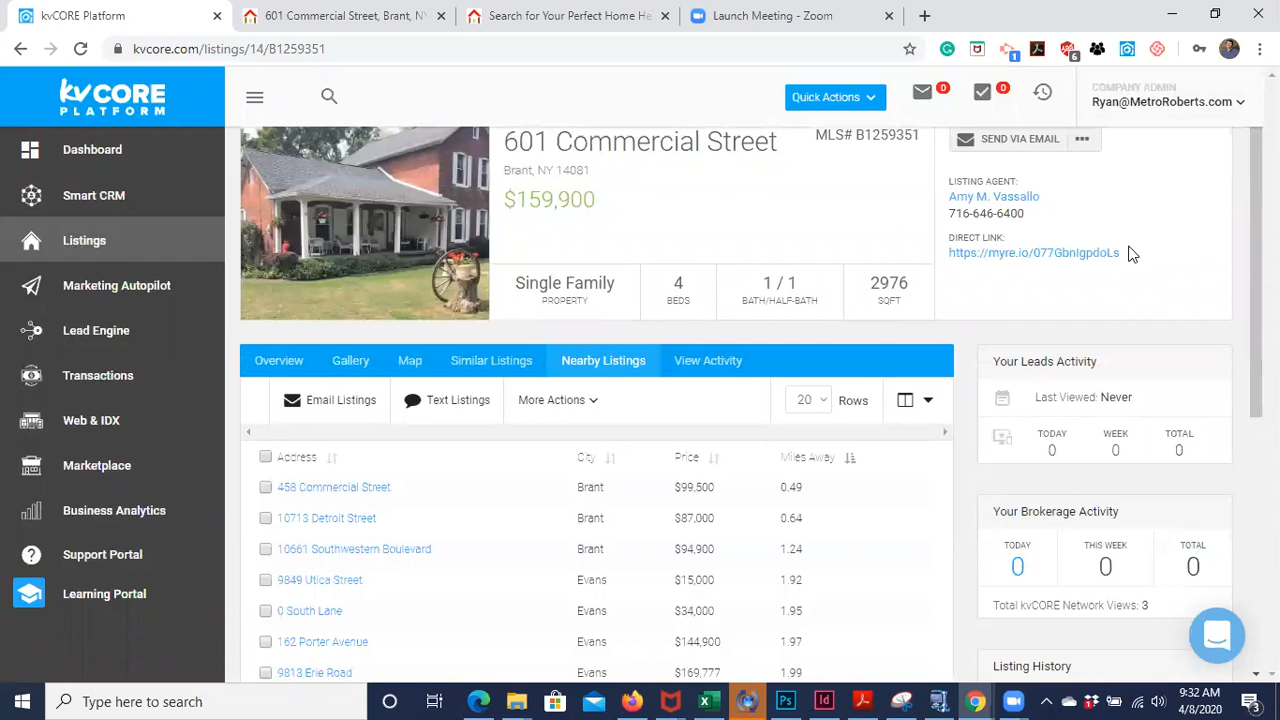 kvCORE Platform
601 Commercial Street, Brant, NY
Search for Your Perfect Home He
Launch Meeting - Zoom
kvcore.com/listings/14/B1259351
1
6
kvCORE
PLATFORM
Quick Actions
0
0
COMPANY ADMIN
Ryan@MetroRoberts.com
Dashboard
Smart CRM
Listings
Marketing Autopilot
Lead Engine
Transactions
Web & IDX
Marketplace
Business Analytics
Support Portal
Learning Portal
601 Commercial Street
MLS# B1259351
Brant, NY 14081
$159,900
Single Family
PROPERTY
4
BEDS
1 / 1
BATH/HALF-BATH
2976
SQFT
SEND VIA EMAIL
LISTING AGENT:
Amy M. Vassallo
716-646-6400
DIRECT LINK:
https://myre.io/077GbnIgpdoLs
Overview Gallery Map Similar Listings Nearby Listings View Activity
Email Listings Text Listings More Actions 20 Rows
Address City Price Miles Away
458 Commercial Street Brant $99,500 0.49
10713 Detroit Street Brant $87,000 0.64
10661 Southwestern Boulevard Brant $94,900 1.24
9849 Utica Street Evans $15,000 1.92
0 South Lane Evans $34,000 1.95
162 Porter Avenue Evans $144,900 1.97
9813 Erie Road Evans $169,777 1.99
Your Leads Activity
Last Viewed: Never
TODAY WEEK TOTAL
0 0 0
Your Brokerage Activity
TODAY THIS WEEK TOTAL
0 0 0
Total kvCORE Network Views: 3
Listing History
Type here to search
9:32 AM
4/8/2020
3